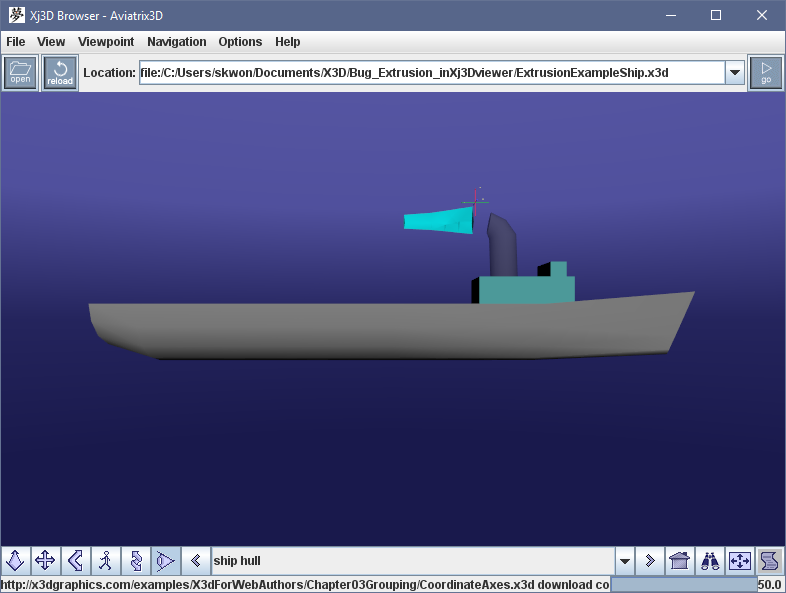 夢 Xj3D Browser - Aviatrix3D
File View Viewpoint Navigation Options Help
open reload Location: file:/C:/Users/skwon/Documents/X3D/Bug_Extrusion_inXj3Dviewer/ExtrusionExampleShip.x3d go
ship hull
http://x3dgraphics.com/examples/X3dForWebAuthors/Chapter03Grouping/CoordinateAxes.x3d download co 50.0